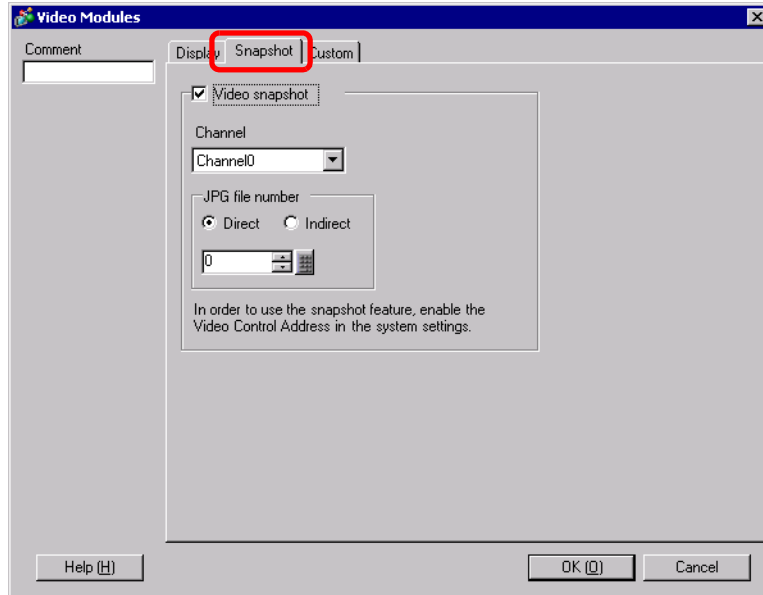 Video Modules
Comment
Display Snapshot Custom
Video snapshot
Channel
Channel0
JPG file number
Direct Indirect
0
In order to use the snapshot feature, enable the
Video Control Address in the system settings.
Help (H) OK (O) Cancel